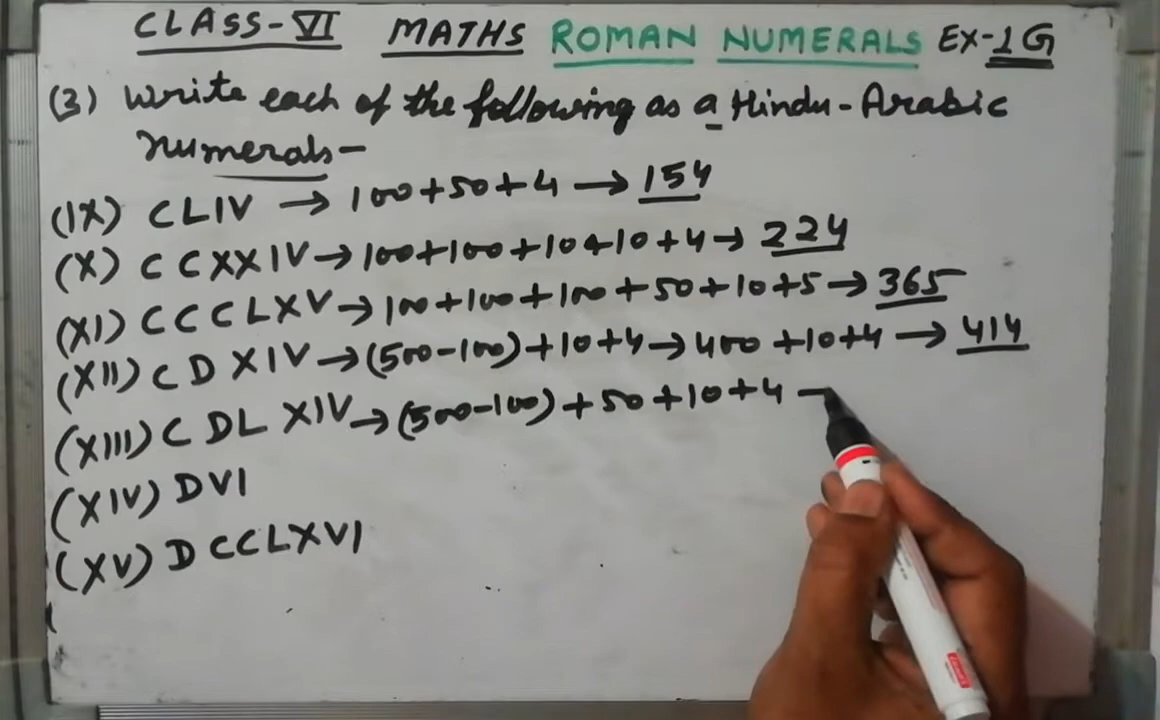 CLASS-VI MATHS ROMAN NUMERALS EX-1G
(3) Write each of the following as a Hindu-Arabic
Numerals-
(IX) CLIV → 100+50+4 → 154
(X) CCXXIV → 100+100+10+10+4 → 224
(XI) CCCLXV → 100+100+100+50+10+5 → 365
(XII) CDXIV → (500-100)+10+4 → 400+10+4 → 414
(XIII) CDLXIV → (500-100)+50+10+4 -
(XIV) DVI
(XV) DCCLXVI